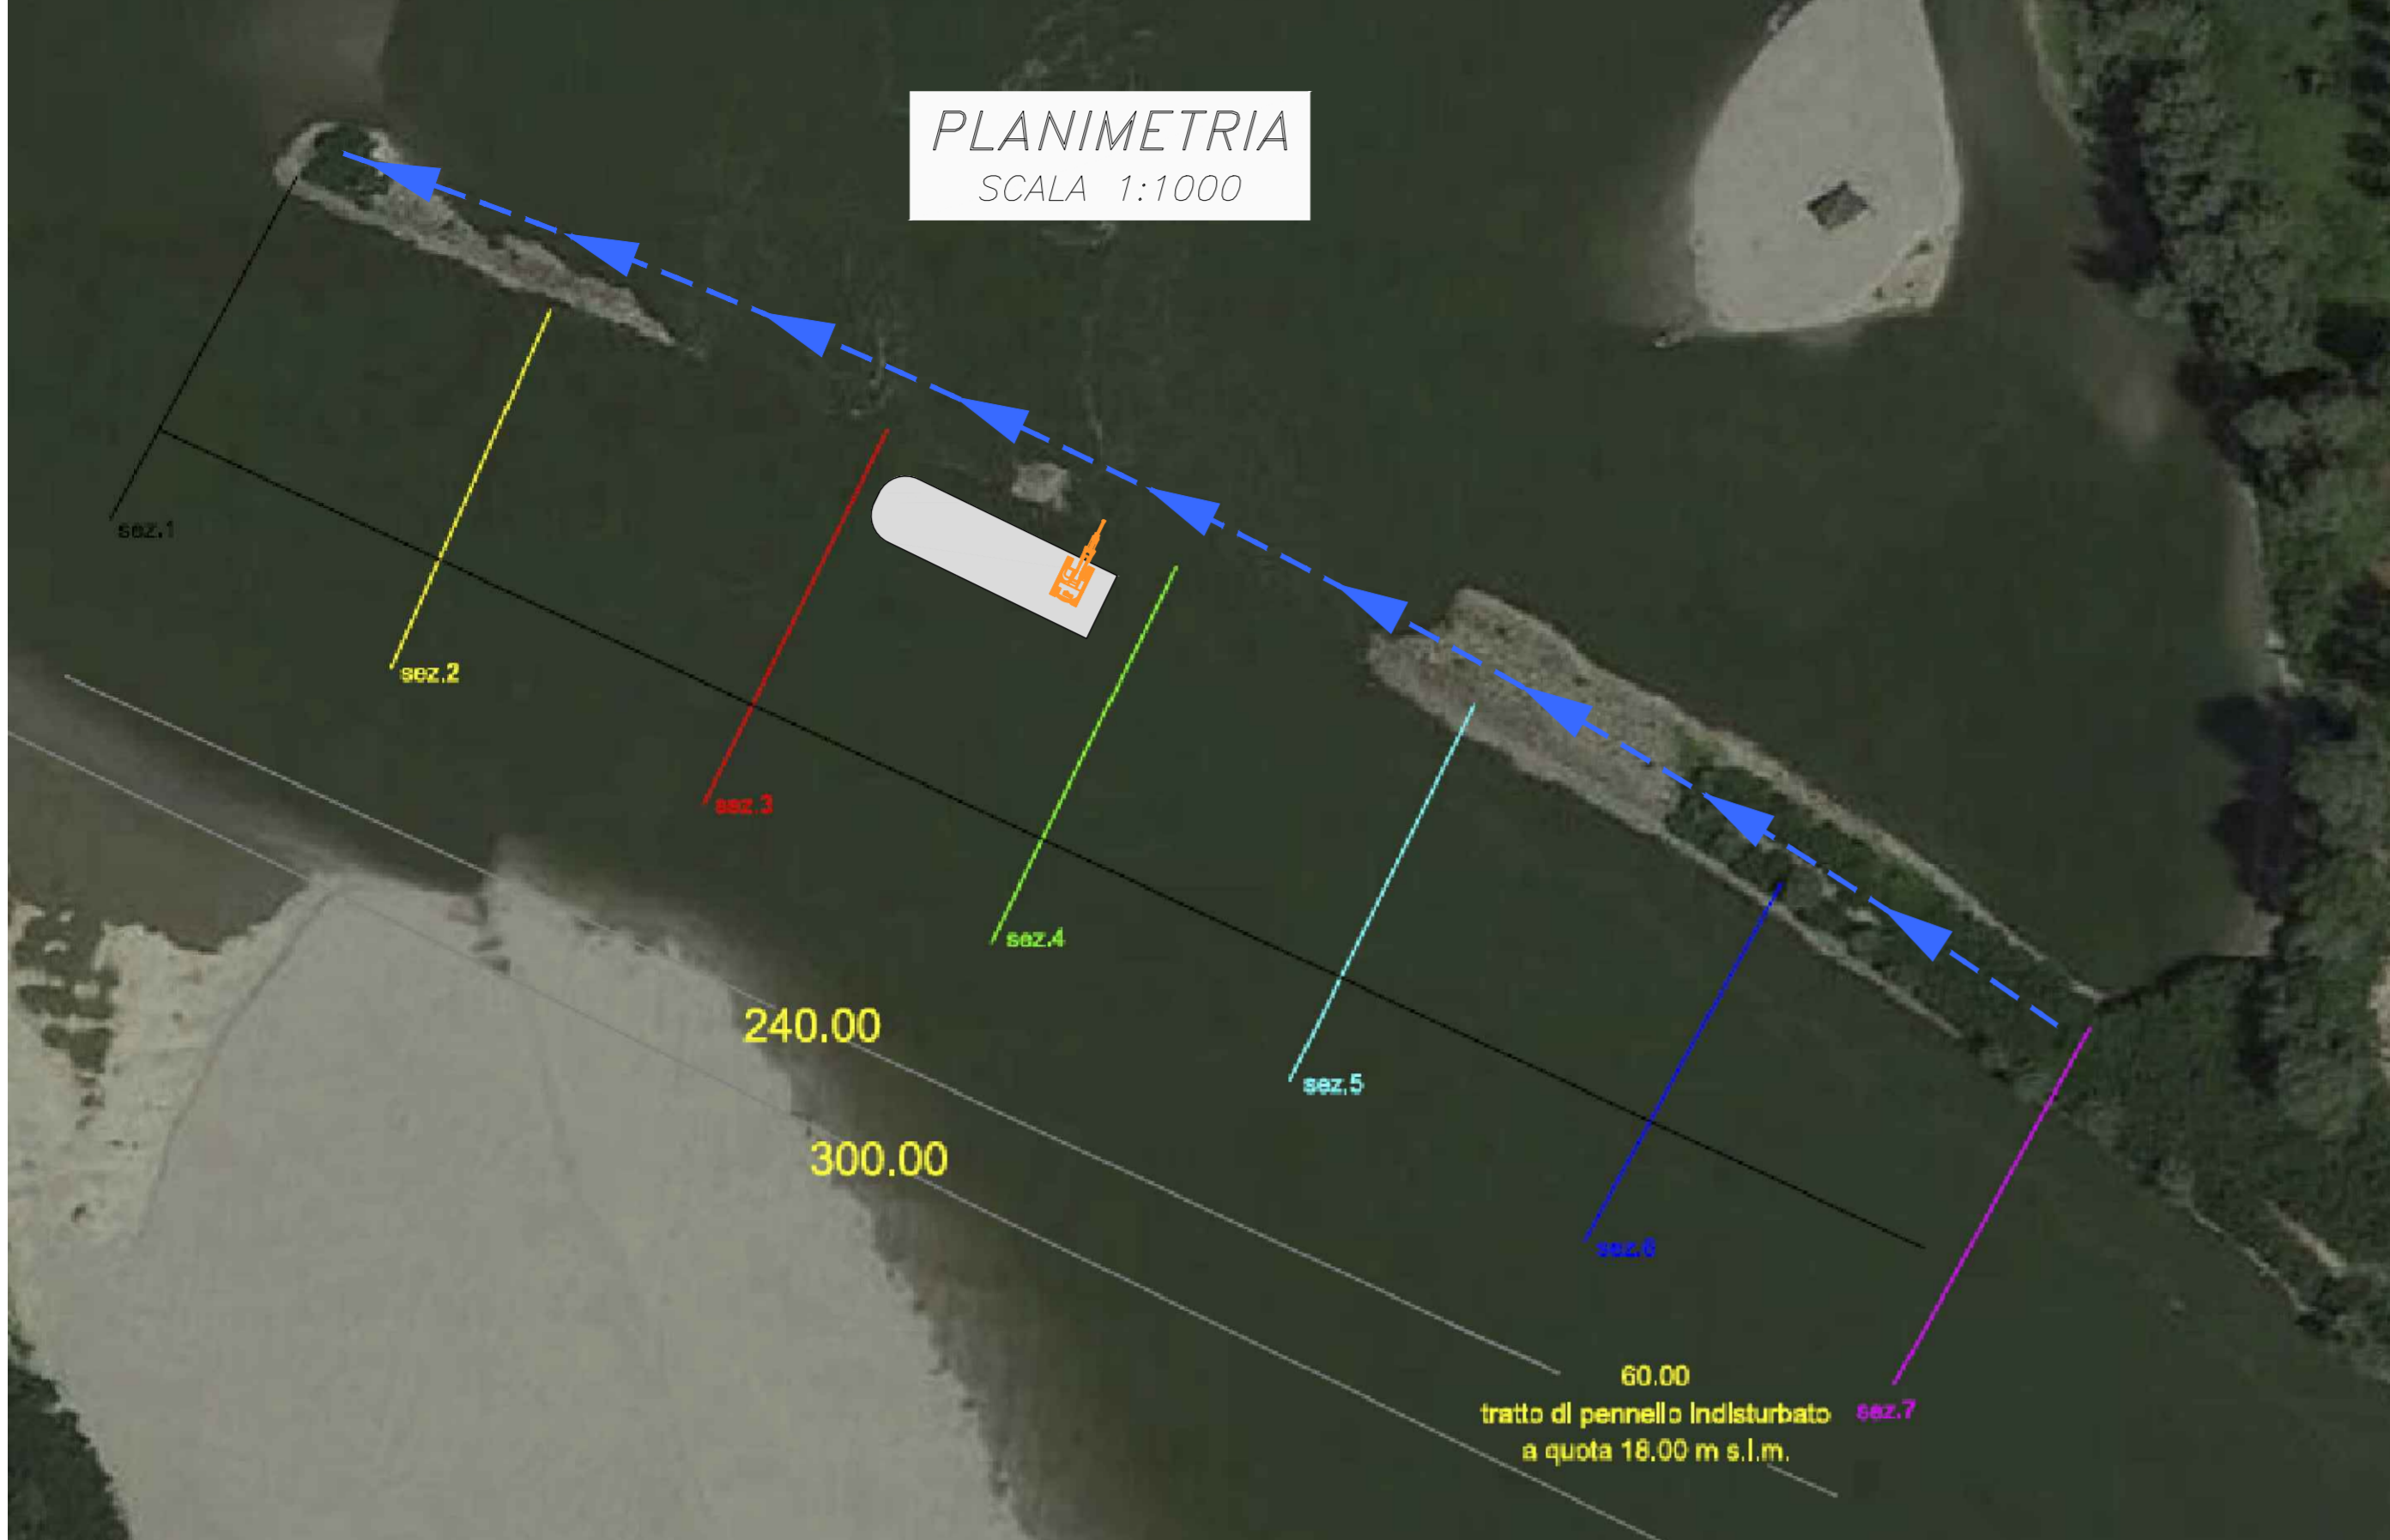 PLANIMETRIA
SCALA 1:1000
sez.1
sez.2
sez.3
sez.4
240.00
sez.5
300.00
sez.6
60.00
tratto di pennello indisturbato
sez.7
a quota 18.00 m s.l.m.